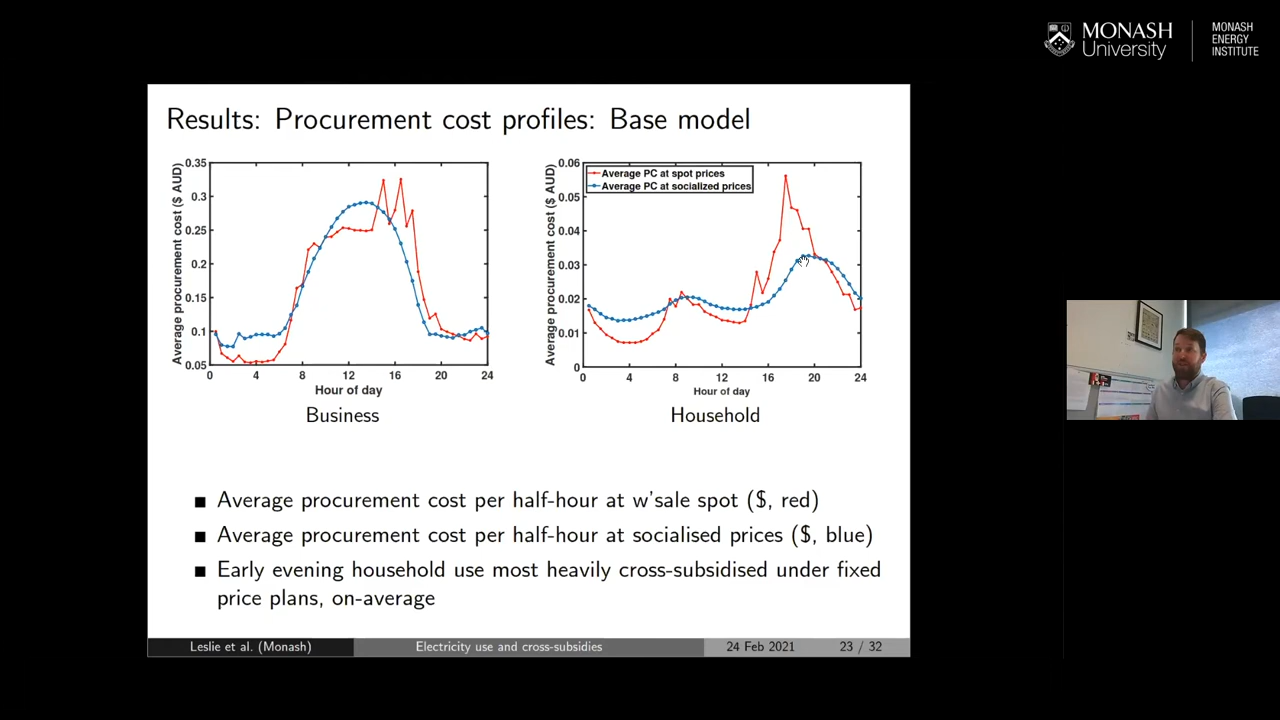 MONASH University
MONASH ENERGY INSTITUTE
Results: Procurement cost profiles: Base model
Average procurement cost ($ AUD)
0.35
0.3
0.25
0.2
0.15
0.1
0.05
0 4 8 12 16 20 24
Hour of day
Business
Average procurement cost ($ AUD)
0.06
0.05
0.04
0.03
0.02
0.01
0
Average PC at spot prices
Average PC at socialized prices
0 4 8 12 16 20 24
Hour of day
Household
Average procurement cost per half-hour at w'sale spot ($, red)
Average procurement cost per half-hour at socialised prices ($, blue)
Early evening household use most heavily cross-subsidised under fixed
price plans, on-average
Leslie et al. (Monash) Electricity use and cross-subsidies 24 Feb 2021 23 / 32